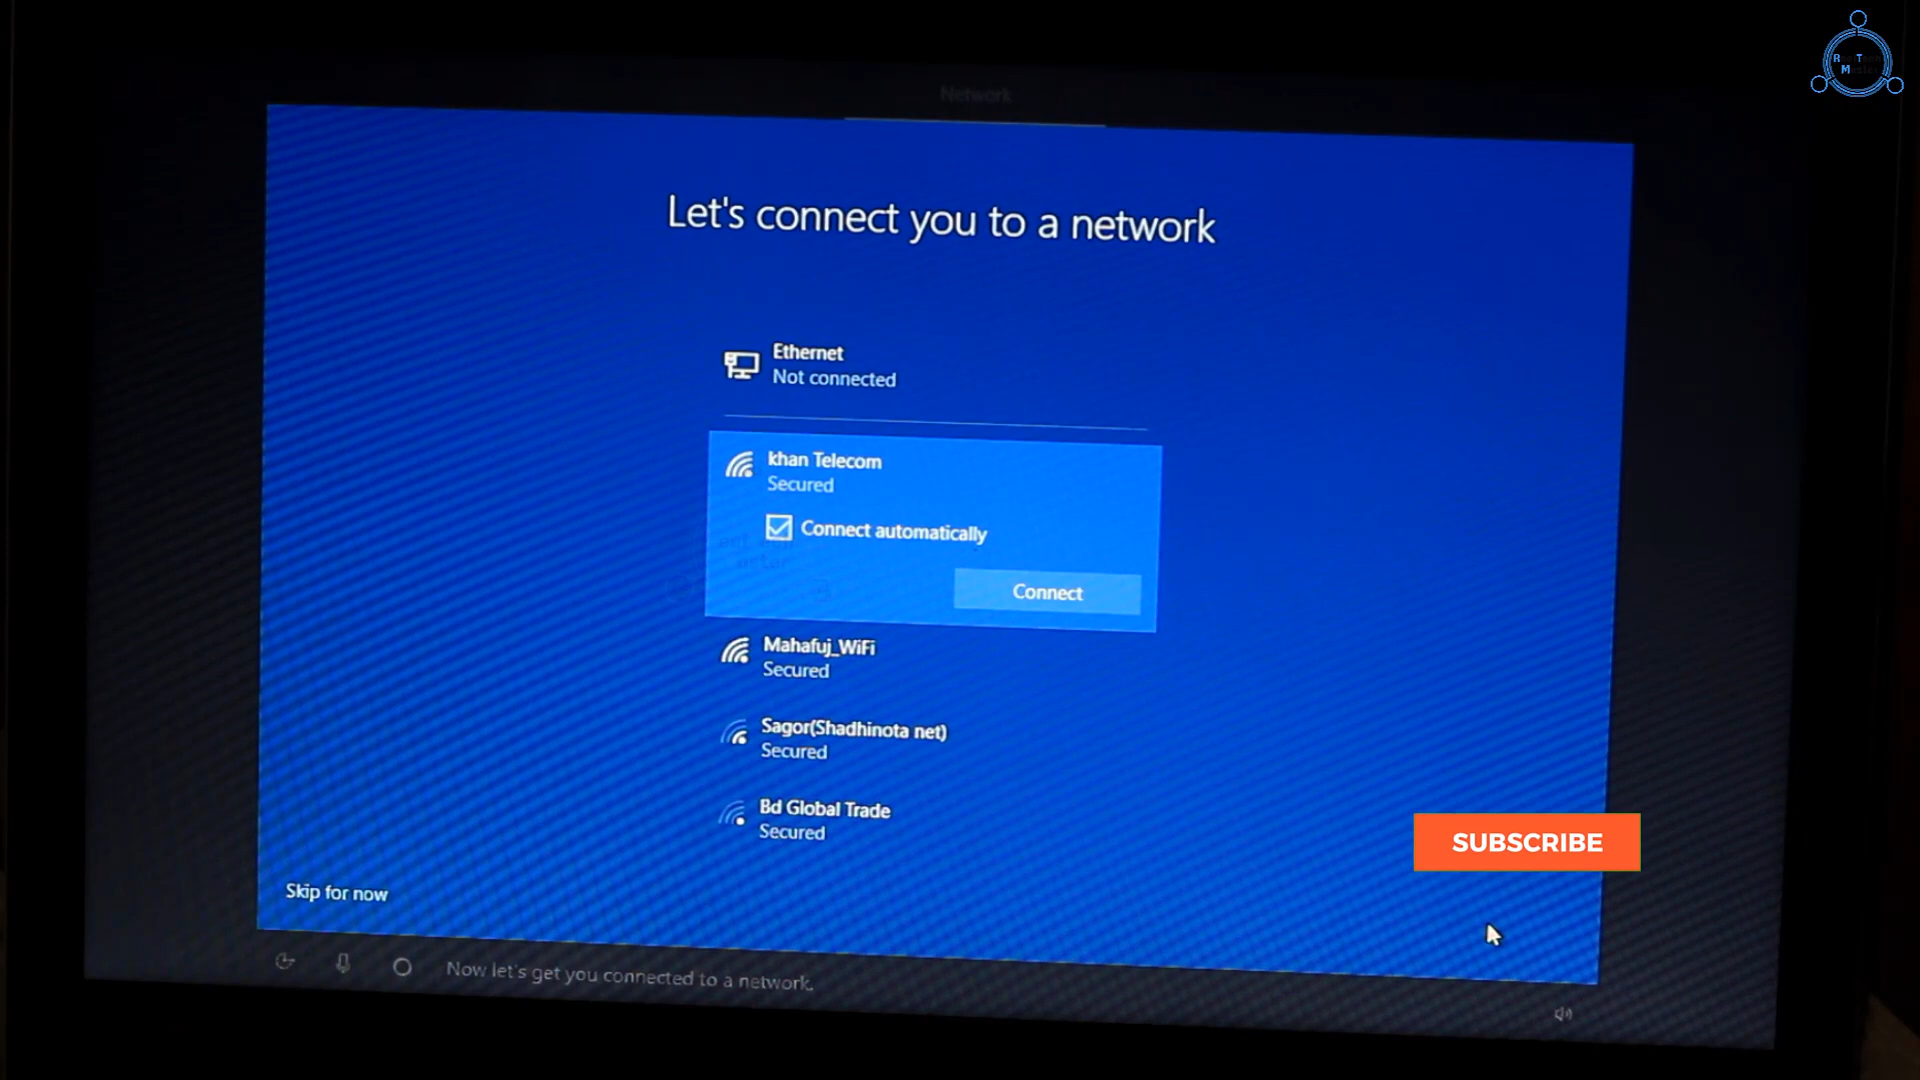 Network
Let's connect you to a network
Ethernet
Not connected
khan Telecom
Secured
Connect automatically
Connect
Mahafuj_WiFi
Secured
Sagor(Shadhinota net)
Secured
Bd Global Trade
Secured
SUBSCRIBE
Skip for now
Now let's get you connected to a network.